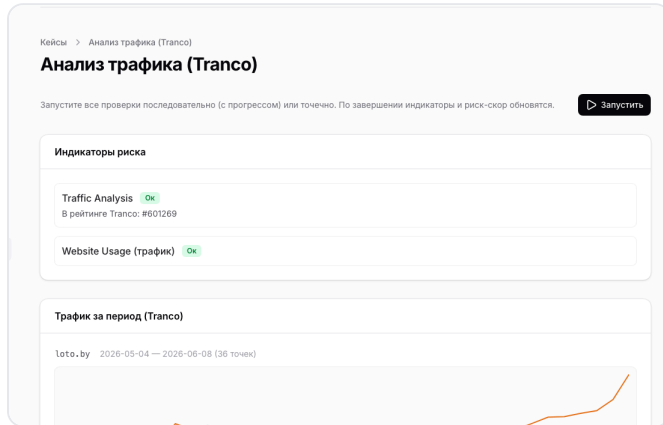 Кейсы > Анализ трафика (Tranco)
Анализ трафика (Tranco)
Запустите все проверки последовательно (с прогрессом) или точечно. По завершении индикаторы и риск-скор обновятся.
Запустить
Индикаторы риска
Traffic Analysis Ок
В рейтинге Tranco: #601269
Website Usage (трафик) Ок
Трафик за период (Tranco)
loto.by 2026-05-04 — 2026-06-08 (36 точек)